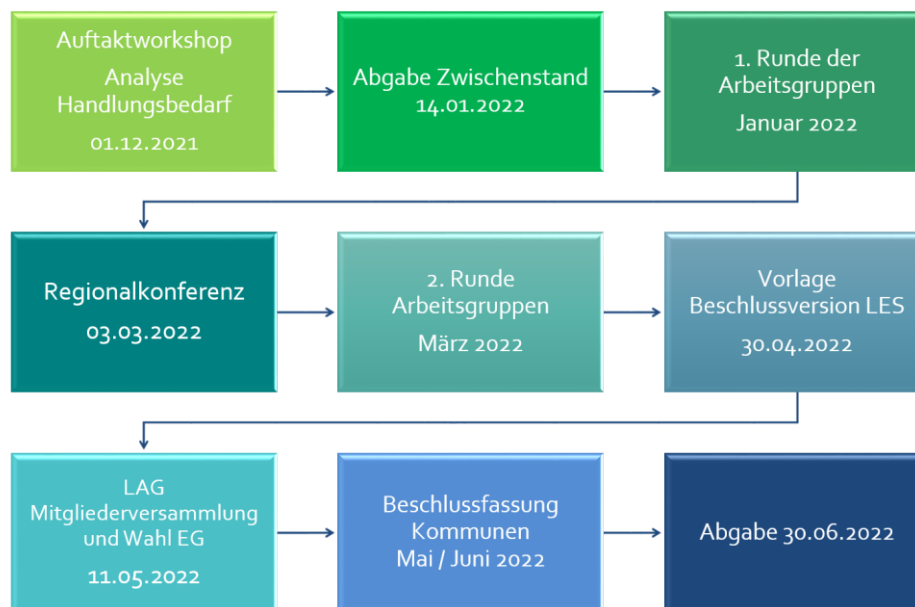 Auftaktworkshop
Analyse
Handlungsbedarf
01.12.2021
Abgabe Zwischenstand
14.01.2022
1. Runde der
Arbeitsgruppen
Januar 2022
Regionalkonferenz
03.03.2022
2. Runde
Arbeitsgruppen
März 2022
Vorlage
Beschlussversion LES
30.04.2022
LAG
Mitgliederversammlung
und Wahl EG
11.05.2022
Beschlussfassung
Kommunen
Mai / Juni 2022
Abgabe 30.06.2022